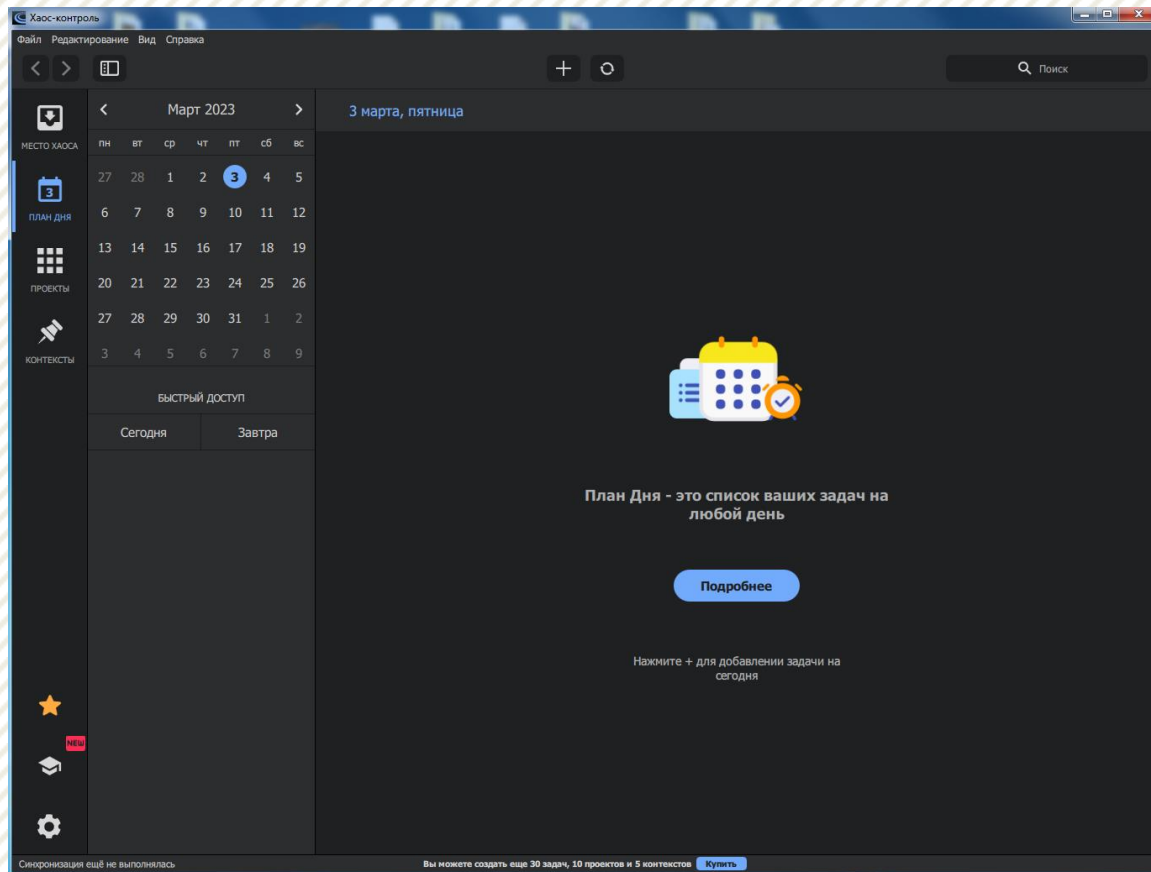 Хаос-контроль
Файл Редактирование Вид Справка
Поиск
МЕСТО ХАОСА
ПЛАН ДНЯ
3
ПРОЕКТЫ
КОНТЕКСТЫ
Март 2023
пн вт ср чт пт сб вс
27 28 1 2 3 4 5
6 7 8 9 10 11 12
13 14 15 16 17 18 19
20 21 22 23 24 25 26
27 28 29 30 31 1 2
3 4 5 6 7 8 9
БЫСТРЫЙ ДОСТУП
Сегодня Завтра
3 марта, пятница
План Дня - это список ваших задач на
любой день
Подробнее
Нажмите + для добавлении задачи на
сегодня
NEW
Синхронизация ещё не выполнялась
Вы можете создать еще 30 задач, 10 проектов и 5 контекстов Купить